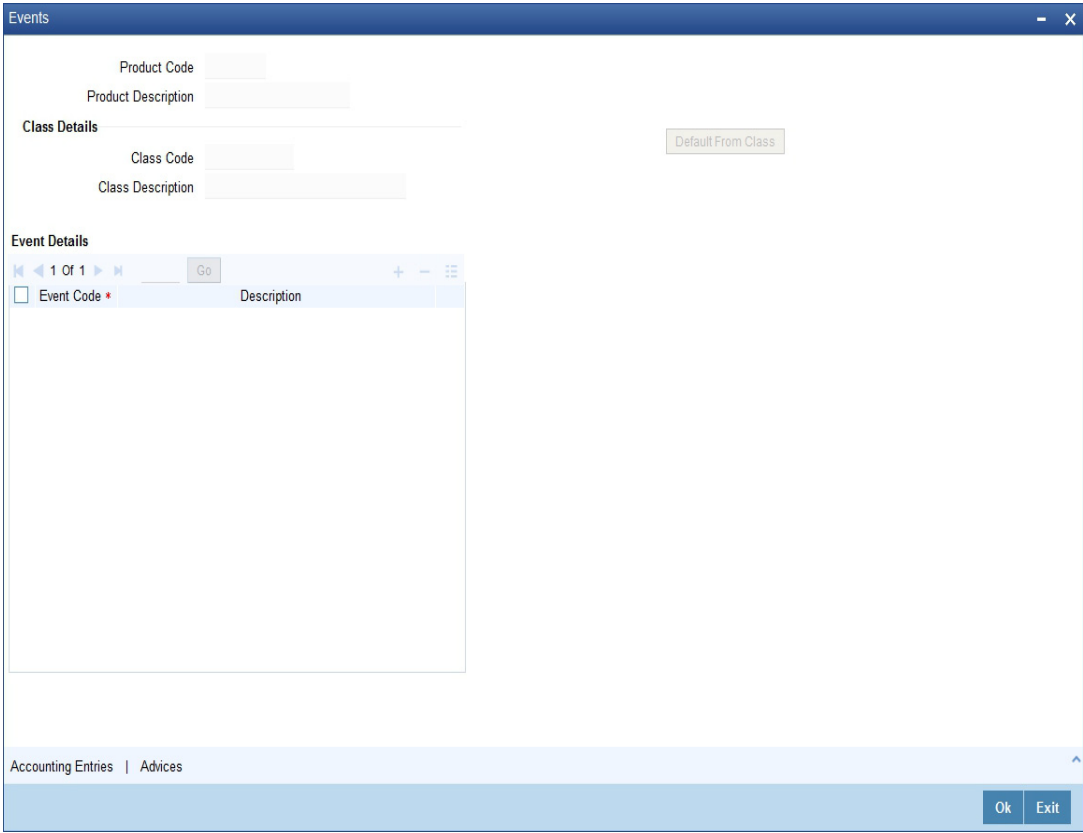 Events
Product Code
Product Description
Class Details
Default From Class
Class Code
Class Description
Event Details
1 Of 1 Go
Event Code * Description
Accounting Entries | Advices
Ok Exit